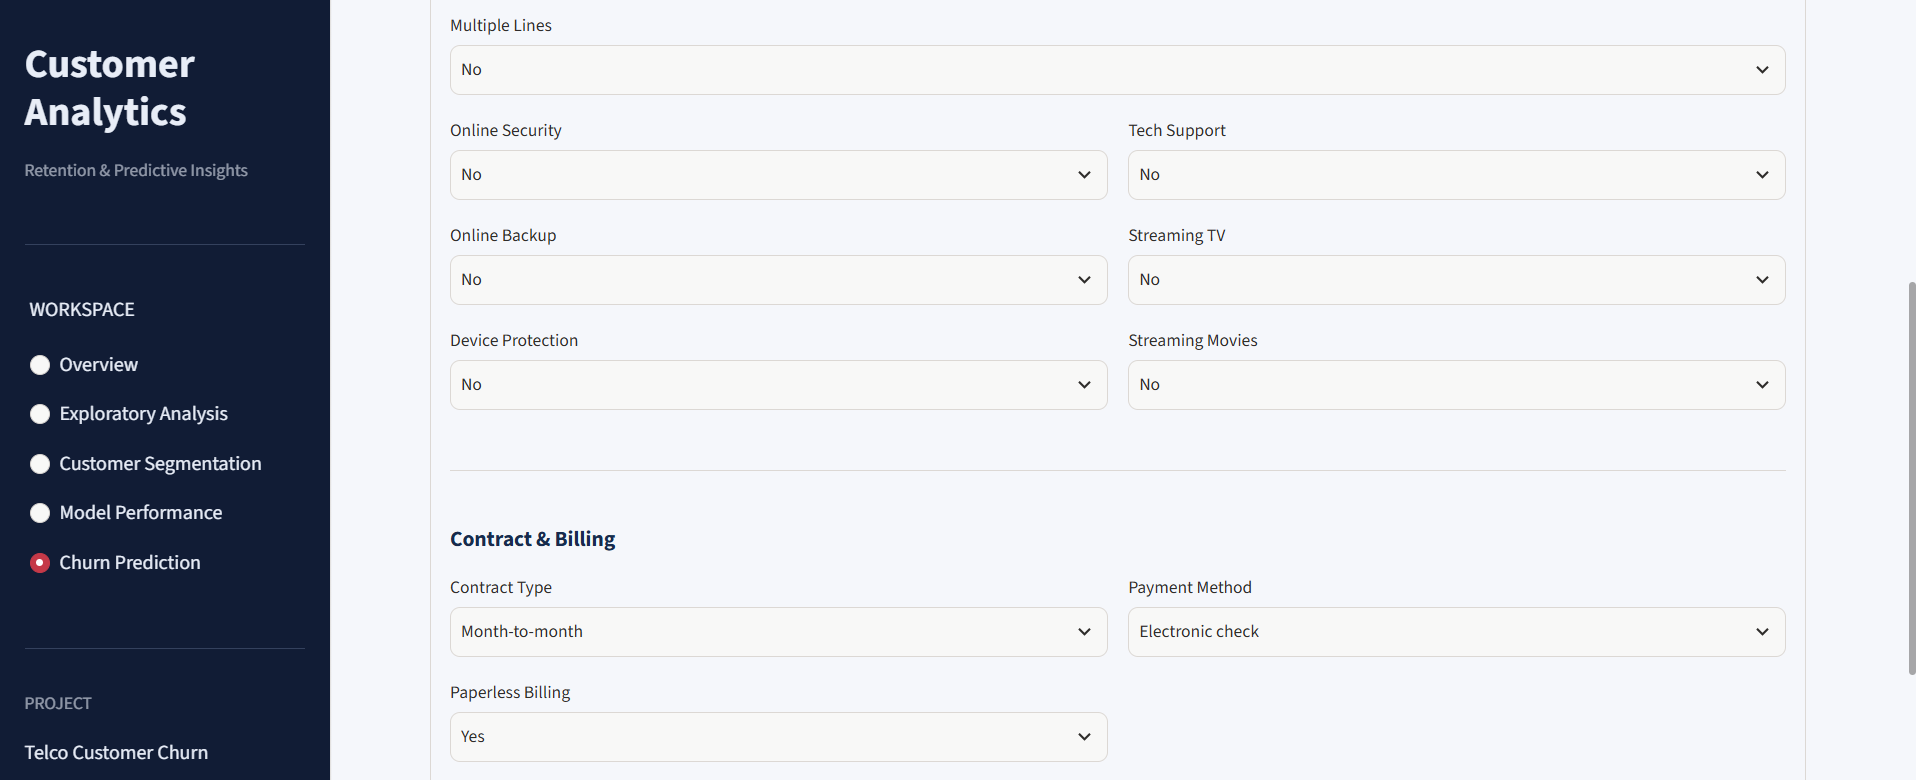 Customer
Analytics
Retention & Predictive Insights
WORKSPACE
Overview
Exploratory Analysis
Customer Segmentation
Model Performance
Churn Prediction
PROJECT
Telco Customer Churn
Multiple Lines
No
Online Security
No
Tech Support
No
Online Backup
No
Streaming TV
No
Device Protection
No
Streaming Movies
No
Contract & Billing
Contract Type
Month-to-month
Payment Method
Electronic check
Paperless Billing
Yes